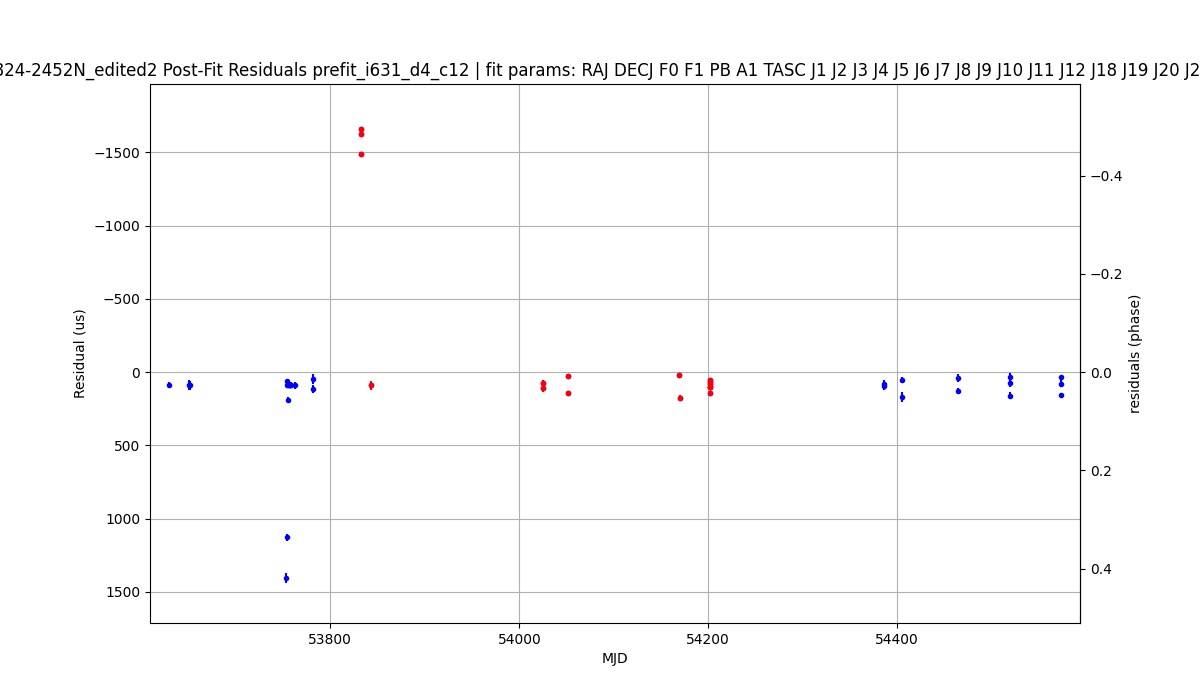 324-2452N_edited2 Post-Fit Residuals prefit_i631_d4_c12 | fit params: RAJ DECJ F0 F1 PB A1 TASC J1 J2 J3 J4 J5 J6 J7 J8 J9 J10 J11 J12 J18 J19 J20 J2
−1500
−1000
−500
0
500
1000
1500
Residual (us)
−0.4
−0.2
0.0
0.2
0.4
residuals (phase)
53800 54000 54200 54400
MJD